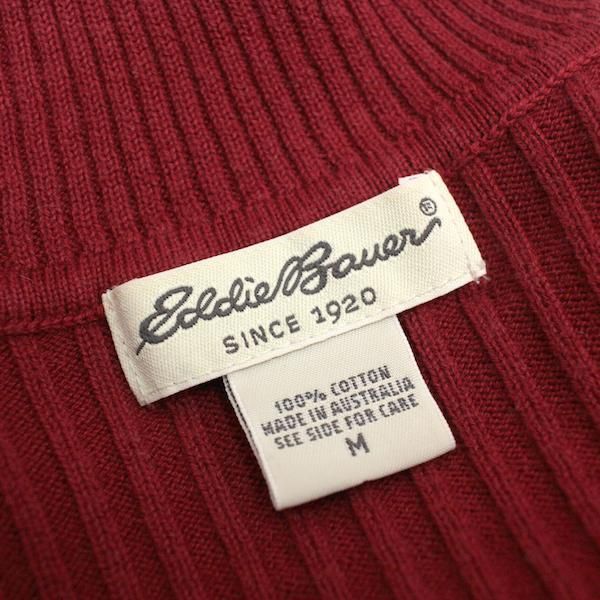 Eddie Bauer®
SINCE 1920
100% COTTON
MADE IN AUSTRALIA
SEE SIDE FOR CARE
M